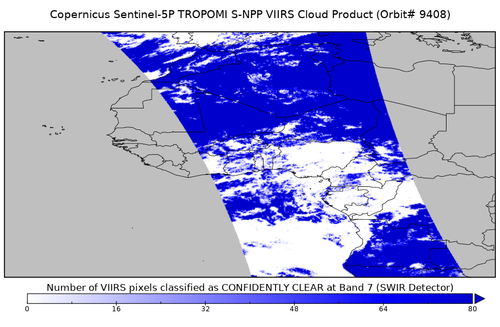 Copernicus Sentinel-5P TROPOMI S-NPP VIIRS Cloud Product (Orbit# 9408)
Number of VIIRS pixels classified as CONFIDENTLY CLEAR at Band 7 (SWIR Detector)
0 16 32 48 64 80